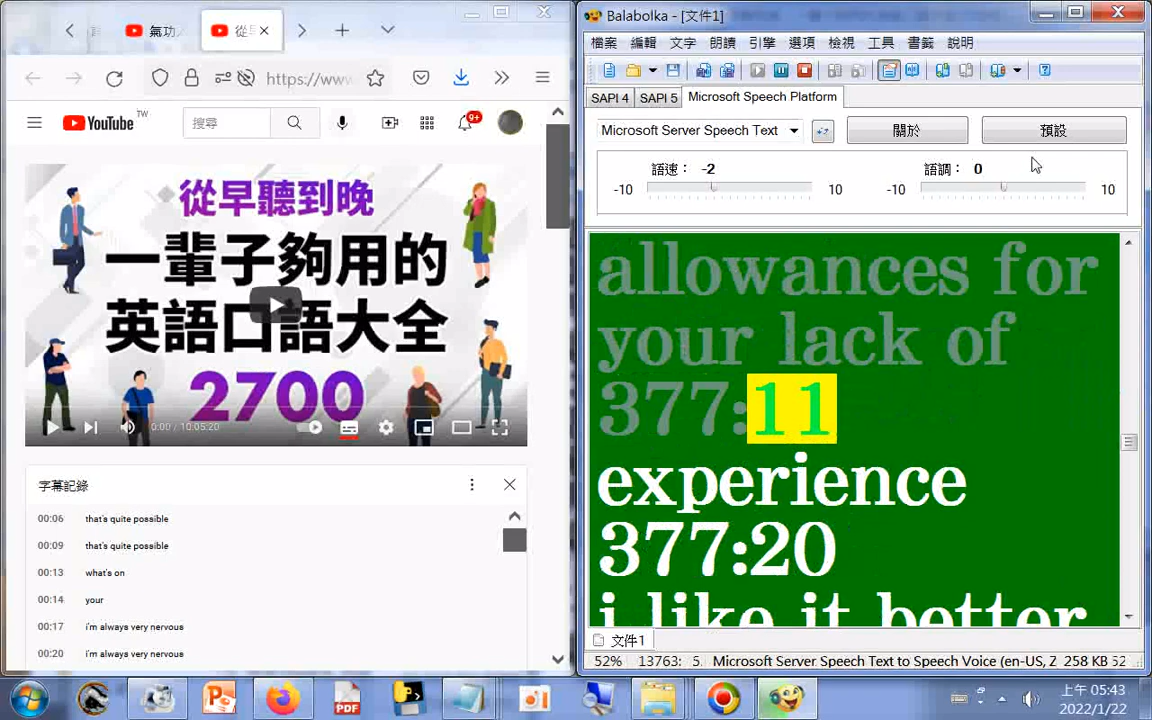 氣功
從
https://www
YouTube TW
搜尋
9+
從早聽到晚
一輩子夠用的
英語口語大全
2700
0:00 / 10:05:20
字幕記錄
00:06 that's quite possible
00:09 that's quite possible
00:13 what's on
00:14 your
00:17 i'm always very nervous
00:20 i'm always very nervous
Balabolka - [文件1]
檔案 編輯 文字 朗讀 引擎 選項 檢視 工具 書籤 說明
SAPI 4 SAPI 5 Microsoft Speech Platform
Microsoft Server Speech Text 關於 預設
語速： -2 語調： 0
-10 10 -10 10
allowances for
your lack of
377:11
experience
377:20
i like it better
文件1
52% 13763: 5. Microsoft Server Speech Text to Speech Voice (en-US, Z 258 KB 52
PDF
上午 05:43
2022/1/22